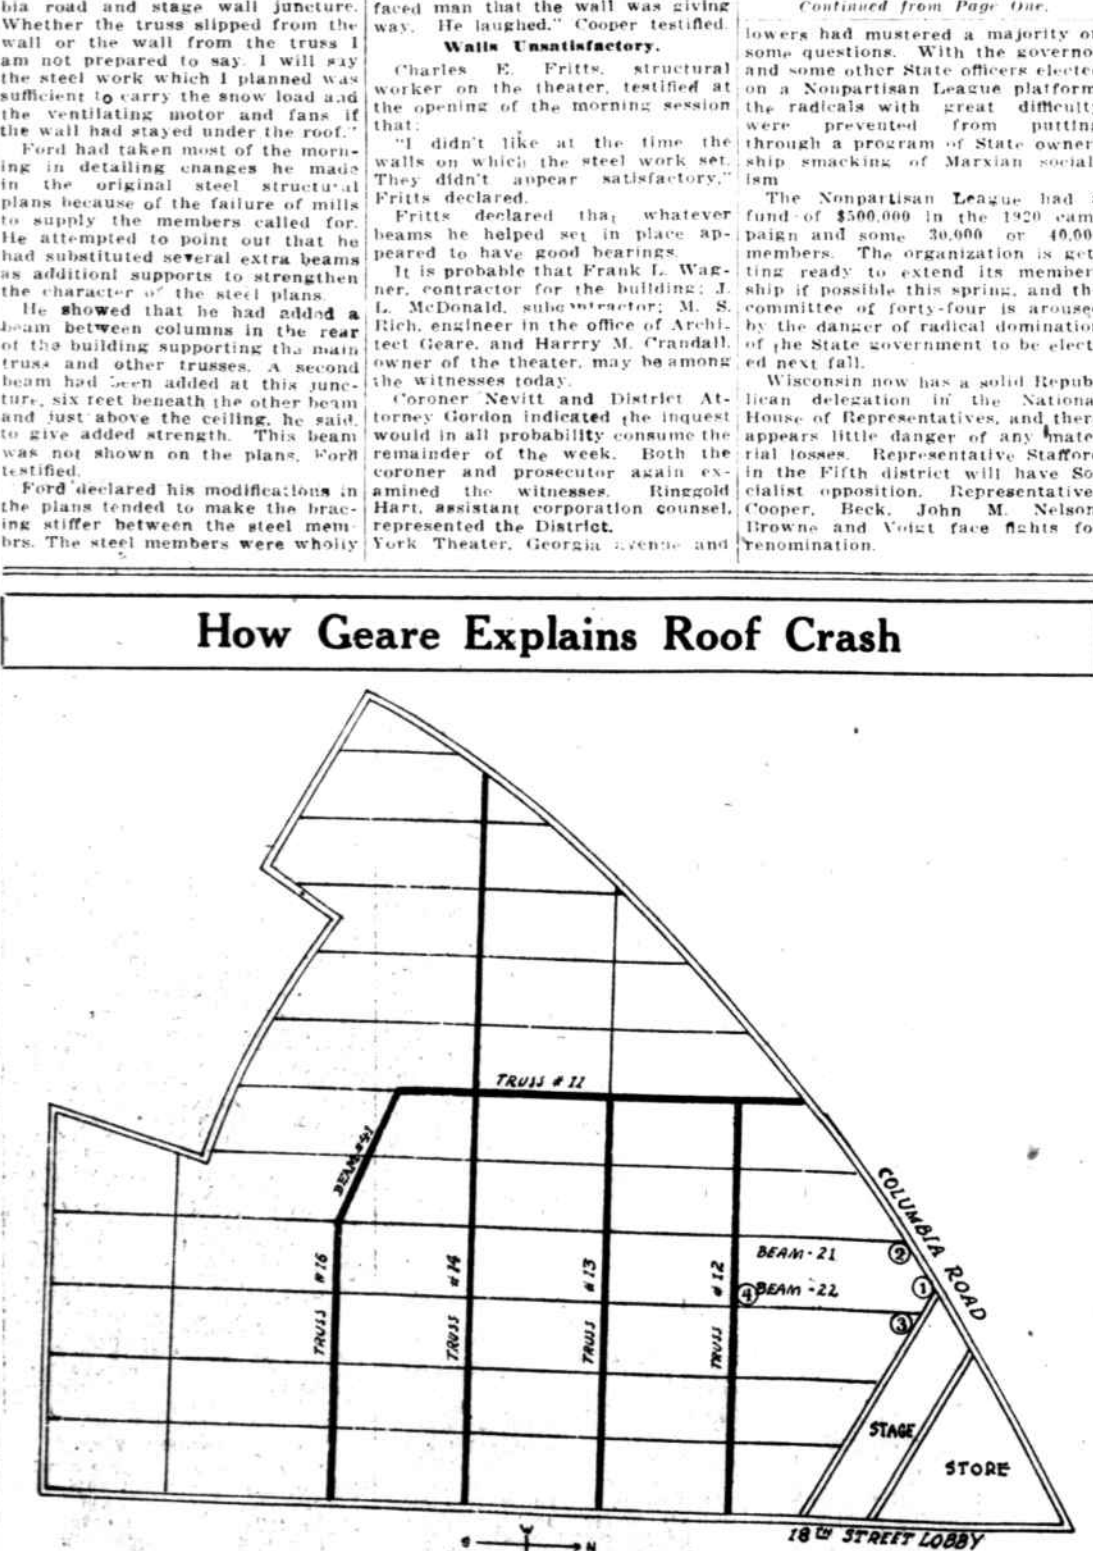 bia road and stage wall juncture.
Whether the truss slipped from the
wall or the wall from the truss I
am not prepared to say. I will say
the steel work which I planned was
sufficient to carry the snow load and
the ventilating motor and fans if
the wall had stayed under the roof."
Ford had taken most of the morn-
ing in detailing changes he made
in the original steel structural
plans because of the failure of mills
to supply the members called for.
He attempted to point out that he
had substituted several extra beams
as additionl supports to strengthen
the character of the steel plans.
He showed that he had added a
beam between columns in the rear
of the building supporting the main
truss and other trusses. A second
beam had been added at this junc-
ture, six feet beneath the other beam
and just above the ceiling, he said,
to give added strength. This beam
was not shown on the plans, Ford
testified.
Ford declared his modifications in
the plans tended to make the brac-
ing stiffer between the steel mem-
brs. The steel members were wholly
faced man that the wall was giving
way. He laughed." Cooper testified.
Walls Unsatisfactory.
Charles E. Fritts, structural
worker on the theater, testified at
the opening of the morning session
that:
"I didn't like at the time the
walls on which the steel work set.
They didn't appear satisfactory,"
Fritts declared.
Fritts declared that whatever
beams he helped set in place ap-
peared to have good bearings.
It is probable that Frank L. Wag-
ner, contractor for the building; J.
L. McDonald, subcontractor; M. S.
Rich, engineer in the office of Archi-
tect Geare, and Harrry M. Crandall,
owner of the theater, may be among
the witnesses today.
Coroner Nevitt and District At-
torney Gordon indicated the inquest
would in all probability consume the
remainder of the week. Both the
coroner and prosecutor again ex-
amined the witnesses. Ringgold
Hart, assistant corporation counsel,
represented the District.
York Theater, Georgia avenue and
Continued from Page One.
lowers had mustered a majority o
some questions. With the governo
and some other State officers electe
on a Nonpartisan League platform
the radicals with great difficult
were prevented from puttin
through a program of State owner
ship smacking of Marxian social
ism
The Nonpartisan League had
fund of $500,000 in the 1920 cam
paign and some 30,000 or 40,00
members. The organization is get
ting ready to extend its member
ship if possible this spring, and th
committee of forty-four is arouse
by the danger of radical dominatio
of the State government to be elect
ed next fall.
Wisconsin now has a solid Repub
lican delegation in the Nationa
House of Representatives, and ther
appears little danger of any mate
rial losses. Representative Staffor
in the Fifth district will have So
cialist opposition. Representative
Cooper, Beck, John M. Nelson
Browne and Voigt face fights fo
renomination.
How Geare Explains Roof Crash
TRUSS # 11
BEAM #41
TRUSS #16
TRUSS #14
TRUSS #13
TRUSS #12
BEAM - 21
BEAM - 22
COLUMBIA ROAD
2
1
4
3
STAGE
STORE
18TH STREET LOBBY
S N